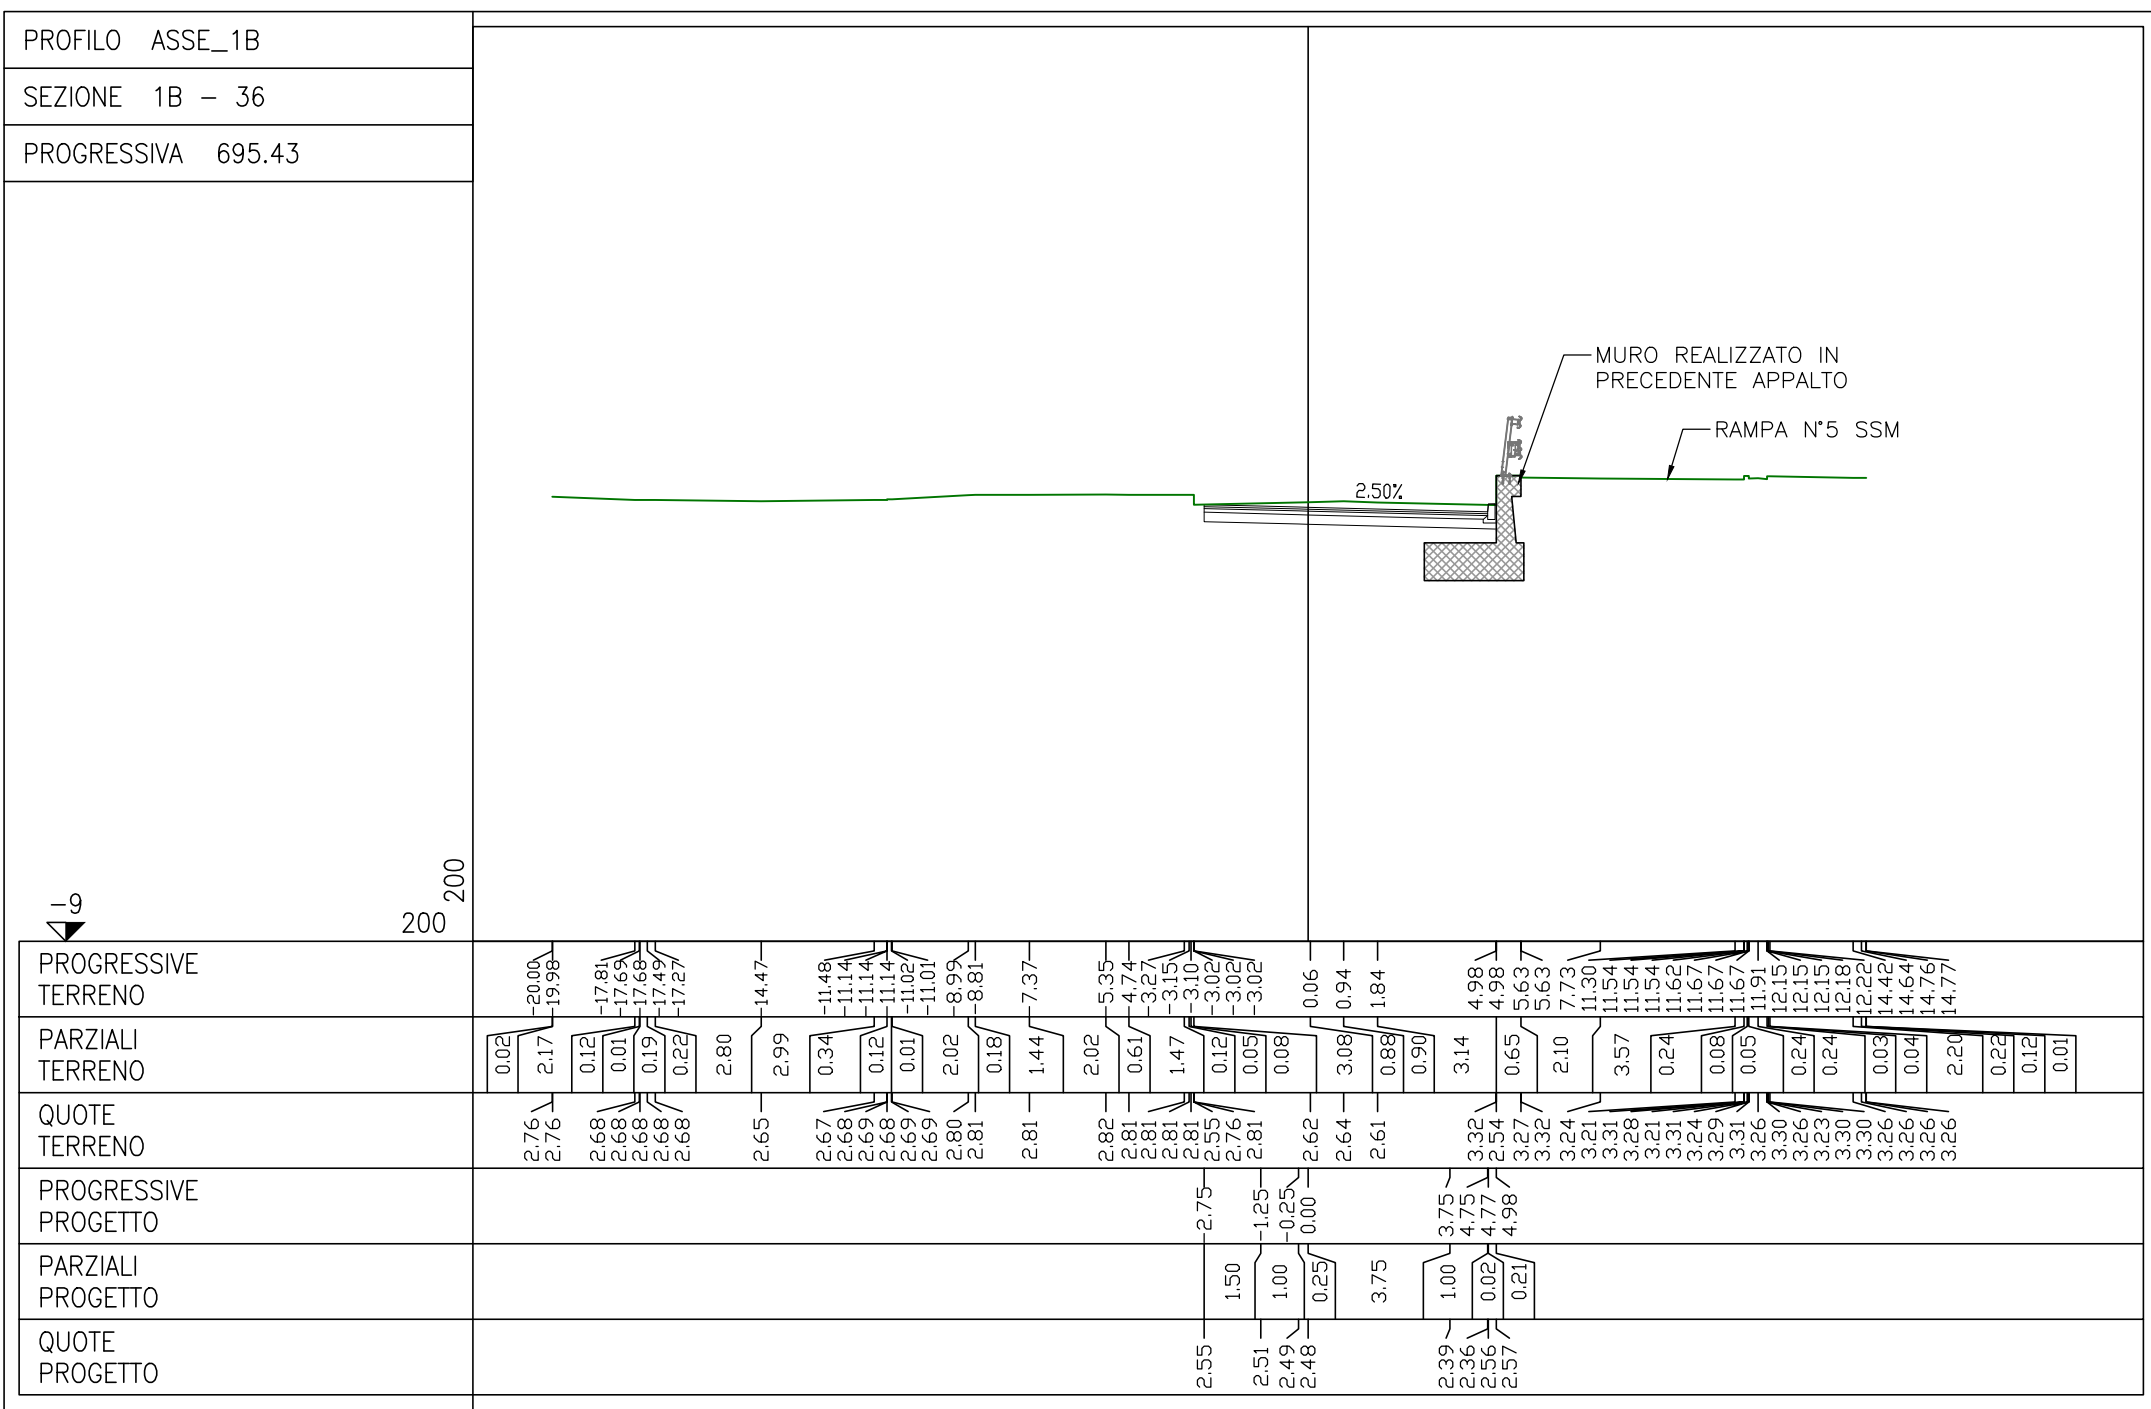 PROFILO ASSE_1B
SEZIONE 1B - 36
PROGRESSIVA 695.43
MURO REALIZZATO IN
PRECEDENTE APPALTO
RAMPA N°5 SSM
2.50%
-9
200
200
PROGRESSIVE
TERRENO
-20.00 19.98 -17.81 -17.69 -17.68 -17.49 -17.27 14.47 -11.48 -11.14 -11.14 11.14 -11.02 -11.01 -8.99 -8.81 -7.37 5.35 -4.74 -3.27 -3.15 -3.10 -3.02 -3.02 -3.02 0.06 0.94 1.84 4.98 4.98 5.63 5.63 7.73 11.30 11.54 11.54 11.54 11.62 11.67 11.67 11.67 11.91 12.15 12.15 12.15 12.18 12.22 14.42 14.64 14.76 14.77
PARZIALI
TERRENO
0.02 2.17 0.12 0.01 0.19 0.22 2.80 2.99 0.34 0.12 0.01 2.02 0.18 1.44 2.02 0.61 1.47 0.12 0.05 0.08 3.08 0.88 0.90 3.14 0.65 2.10 3.57 0.24 0.08 0.05 0.24 0.24 0.03 0.04 2.20 0.22 0.12 0.01
QUOTE
TERRENO
2.76 2.76 2.68 2.68 2.68 2.68 2.68 2.65 2.67 2.68 2.69 2.68 2.69 2.69 2.80 2.81 2.81 2.82 2.81 2.81 2.81 2.81 2.55 2.76 2.81 2.62 2.64 2.61 3.32 2.54 3.27 3.32 3.24 3.21 3.31 3.28 3.21 3.31 3.24 3.29 3.31 3.26 3.30 3.26 3.23 3.30 3.30 3.26 3.26 3.26 3.26
PROGRESSIVE
PROGETTO
-2.75 -1.25 -0.25 0.00 3.75 4.75 4.77 4.98
PARZIALI
PROGETTO
1.50 1.00 0.25 3.75 1.00 0.02 0.21
QUOTE
PROGETTO
2.55 2.51 2.49 2.48 2.39 2.36 2.56 2.57